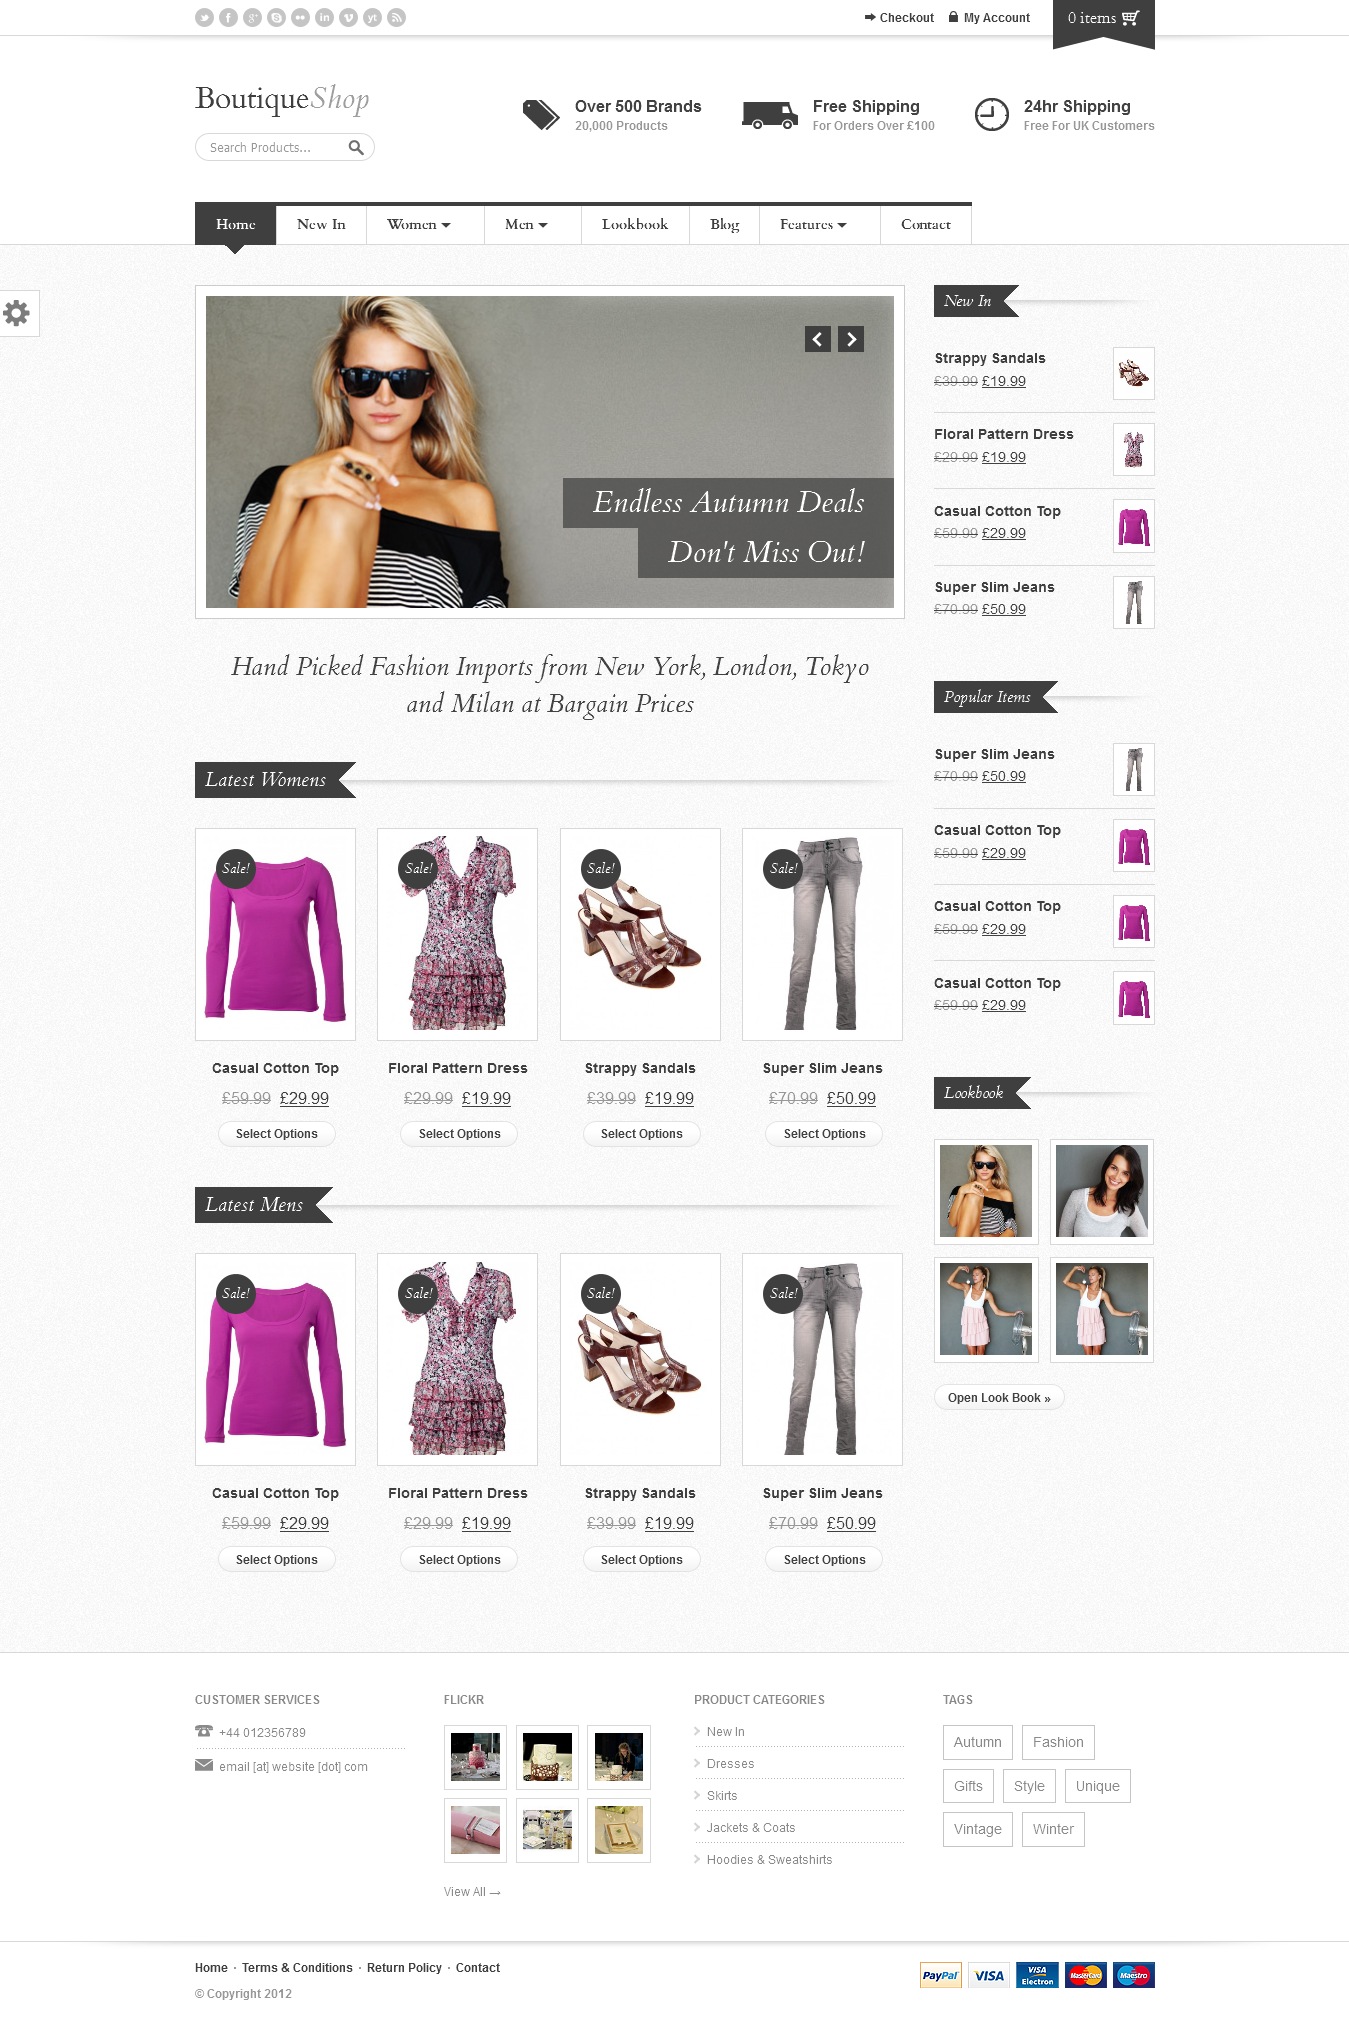 Checkout My Account 0 items
BoutiqueShop
Search Products...
Over 500 Brands
20,000 Products
Free Shipping
For Orders Over £100
24hr Shipping
Free For UK Customers
Home New In Women Men Lookbook Blog Features Contact
Endless Autumn Deals
Don't Miss Out!
Hand Picked Fashion Imports from New York, London, Tokyo
and Milan at Bargain Prices
Latest Womens
Sale! Sale! Sale! Sale!
Casual Cotton Top Floral Pattern Dress Strappy Sandals Super Slim Jeans
£59.99 £29.99 £29.99 £19.99 £39.99 £19.99 £70.99 £50.99
Select Options Select Options Select Options Select Options
Latest Mens
Sale! Sale! Sale! Sale!
Casual Cotton Top Floral Pattern Dress Strappy Sandals Super Slim Jeans
£59.99 £29.99 £29.99 £19.99 £39.99 £19.99 £70.99 £50.99
Select Options Select Options Select Options Select Options
New In
Strappy Sandals
£39.99 £19.99
Floral Pattern Dress
£29.99 £19.99
Casual Cotton Top
£59.99 £29.99
Super Slim Jeans
£70.99 £50.99
Popular Items
Super Slim Jeans
£70.99 £50.99
Casual Cotton Top
£59.99 £29.99
Casual Cotton Top
£59.99 £29.99
Casual Cotton Top
£59.99 £29.99
Lookbook
Open Look Book »
CUSTOMER SERVICES
+44 012356789
email [at] website [dot] com
FLICKR
View All →
PRODUCT CATEGORIES
New In
Dresses
Skirts
Jackets & Coats
Hoodies & Sweatshirts
TAGS
Autumn Fashion
Gifts Style Unique
Vintage Winter
Home · Terms & Conditions · Return Policy · Contact
© Copyright 2012
PayPal VISA VISA Electron MasterCard Maestro